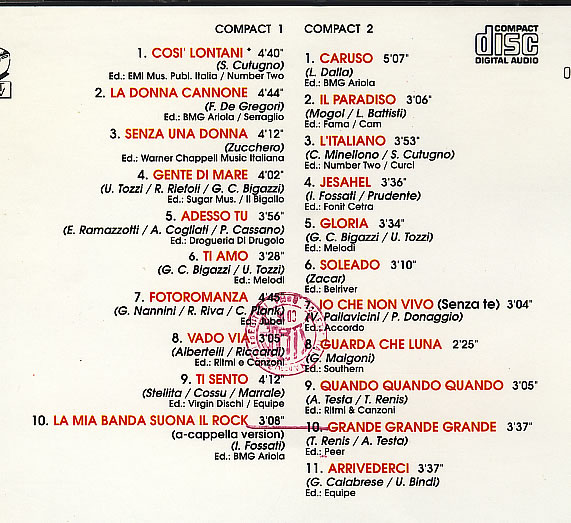 COMPACT 1
1. COSI' LONTANI * 4'40"
(S. Cutugno)
Ed.: EMI Mus. Publ. Italia / Number Two
2. LA DONNA CANNONE 4'44"
(F. De Gregori)
Ed.: BMG Ariola / Serraglio
3. SENZA UNA DONNA 4'12"
(Zucchero)
Ed.: Warner Chappell Music Italiana
4. GENTE DI MARE 4'02"
(U. Tozzi / R. Riefoli / G. C. Bigazzi)
Ed.: Sugar Mus. / Il Bigallo
5. ADESSO TU 3'56"
(E. Ramazzotti / A. Cogliati / P. Cassano)
Ed.: Drogueria Di Drugolo
6. TI AMO 3'28"
(G. C. Bigazzi / U. Tozzi)
Ed.: Melodi
7. FOTOROMANZA 4'45"
(G. Nannini / R. Riva / C. Plank)
Ed.: Jubal
8. VADO VIA 3'05"
(Albertelli / Riccardi)
Ed.: Ritmi e Canzoni
9. TI SENTO 4'12"
(Stellita / Cossu / Marrale)
Ed.: Virgin Dischi / Equipe
10. LA MIA BANDA SUONA IL ROCK 3'08"
(a-cappella version)
(I. Fossati)
Ed.: BMG Ariola
COMPACT 2
1. CARUSO 5'07"
(L. Dalla)
Ed.: BMG Ariola
2. IL PARADISO 3'06"
(Mogol / L. Battisti)
Ed.: Fama / Cam
3. L'ITALIANO 3'53"
(C. Minellono / S. Cutugno)
Ed.: Number Two / Curci
4. JESAHEL 3'36"
(I. Fossati / Prudente)
Ed.: Fonit Cetra
5. GLORIA 3'34"
(G. C. Bigazzi / U. Tozzi)
Ed.: Melodi
6. SOLEADO 3'10"
(Zacar)
Ed.: Belriver
IO CHE NON VIVO (Senza te) 3'04"
(V. Pallavicini / P. Donaggio)
Ed.: Accordo
8. GUARDA CHE LUNA 2'25"
(G. Malgoni)
Ed.: Southern
9. QUANDO QUANDO QUANDO 3'05"
(A. Testa / T. Renis)
Ed.: Ritmi & Canzoni
10. GRANDE GRANDE GRANDE 3'37"
(T. Renis / A. Testa)
Ed.: Peer
11. ARRIVEDERCI 3'37"
(G. Calabrese / U. Bindi)
Ed.: Equipe
COMPACT
disc
DIGITAL AUDIO